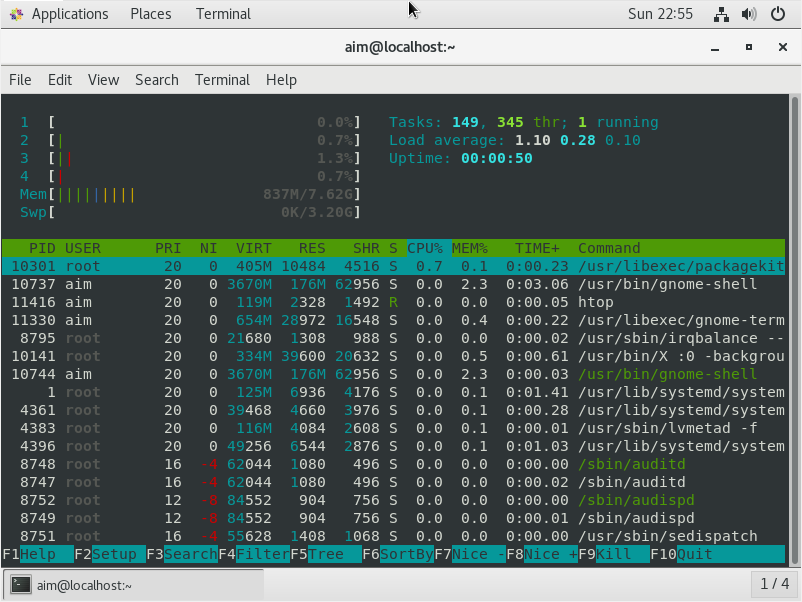 Applications Places Terminal Sun 22:55
aim@localhost:~
File Edit View Search Terminal Help
1 [ 0.0%] Tasks: 149, 345 thr; 1 running
2 [| 0.7%] Load average: 1.10 0.28 0.10
3 [|| 1.3%] Uptime: 00:00:50
4 [| 0.7%]
Mem[||||||||| 837M/7.62G]
Swp[ 0K/3.20G]
PID USER PRI NI VIRT RES SHR S CPU% MEM% TIME+ Command
10301 root 20 0 405M 10484 4516 S 0.7 0.1 0:00.23 /usr/libexec/packagekit
10737 aim 20 0 3670M 176M 62956 S 0.0 2.3 0:03.06 /usr/bin/gnome-shell
11416 aim 20 0 119M 2328 1492 R 0.0 0.0 0:00.05 htop
11330 aim 20 0 654M 28972 16548 S 0.0 0.4 0:00.22 /usr/libexec/gnome-term
8795 root 20 0 21680 1308 988 S 0.0 0.0 0:00.00 /usr/sbin/irqbalance --
10141 root 20 0 334M 39600 20632 S 0.0 0.5 0:00.61 /usr/bin/X :0 -backgrou
10744 aim 20 0 3670M 176M 62956 S 0.0 2.3 0:00.03 /usr/bin/gnome-shell
1 root 20 0 125M 6936 4176 S 0.0 0.1 0:01.41 /usr/lib/systemd/system
4361 root 20 0 39468 4660 3976 S 0.0 0.1 0:00.28 /usr/lib/systemd/system
4383 root 20 0 116M 4084 2608 S 0.0 0.1 0:00.01 /usr/sbin/lvmetad -f
4396 root 20 0 49256 6544 2876 S 0.0 0.1 0:01.03 /usr/lib/systemd/system
8748 root 16 -4 62044 1080 496 S 0.0 0.0 0:00.00 /sbin/auditd
8747 root 16 -4 62044 1080 496 S 0.0 0.0 0:00.02 /sbin/auditd
8752 root 12 -8 84552 904 756 S 0.0 0.0 0:00.00 /sbin/audispd
8749 root 12 -8 84552 904 756 S 0.0 0.0 0:00.01 /sbin/audispd
8751 root 16 -4 55628 1408 1068 S 0.0 0.0 0:00.00 /usr/sbin/sedispatch
F1Help F2Setup F3SearchF4FilterF5Tree F6SortByF7Nice -F8Nice +F9Kill F10Quit
aim@localhost:~ 1 / 4